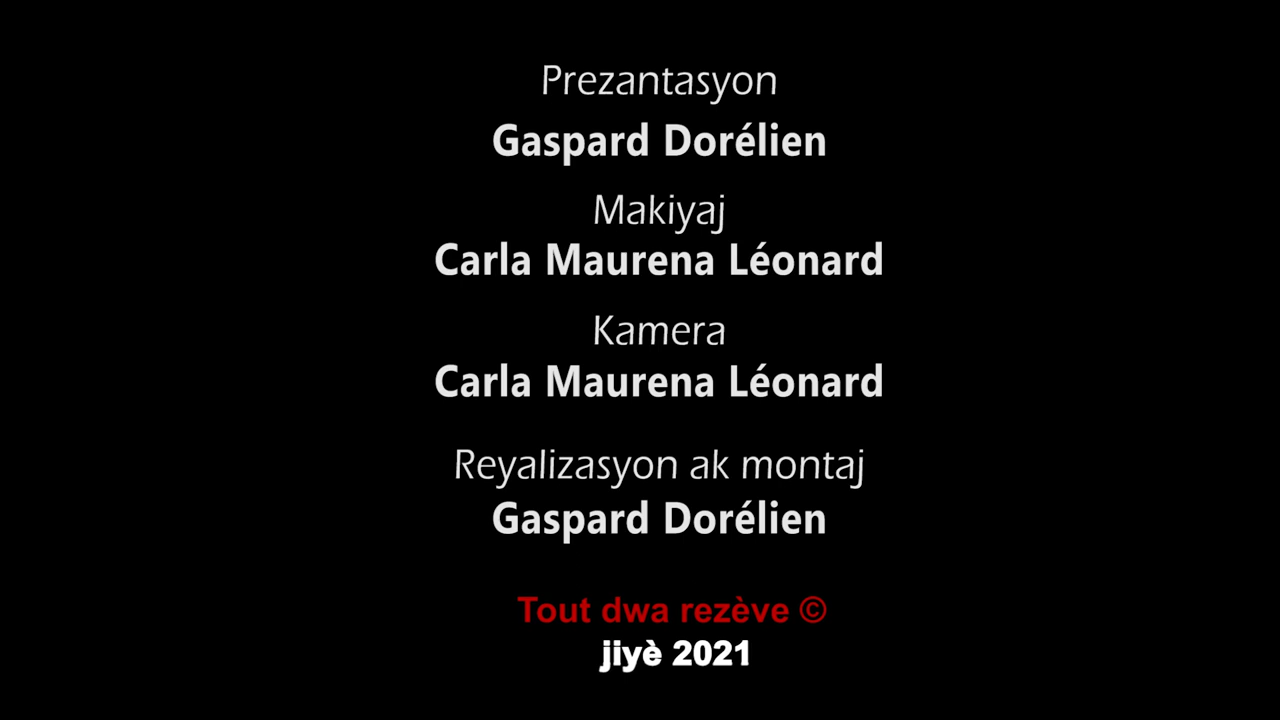 Prezantasyon
Gaspard Dorélien
Makiyaj
Carla Maurena Léonard
Kamera
Carla Maurena Léonard
Reyalizasyon ak montaj
Gaspard Dorélien
Tout dwa rezève ©
jiyè 2021